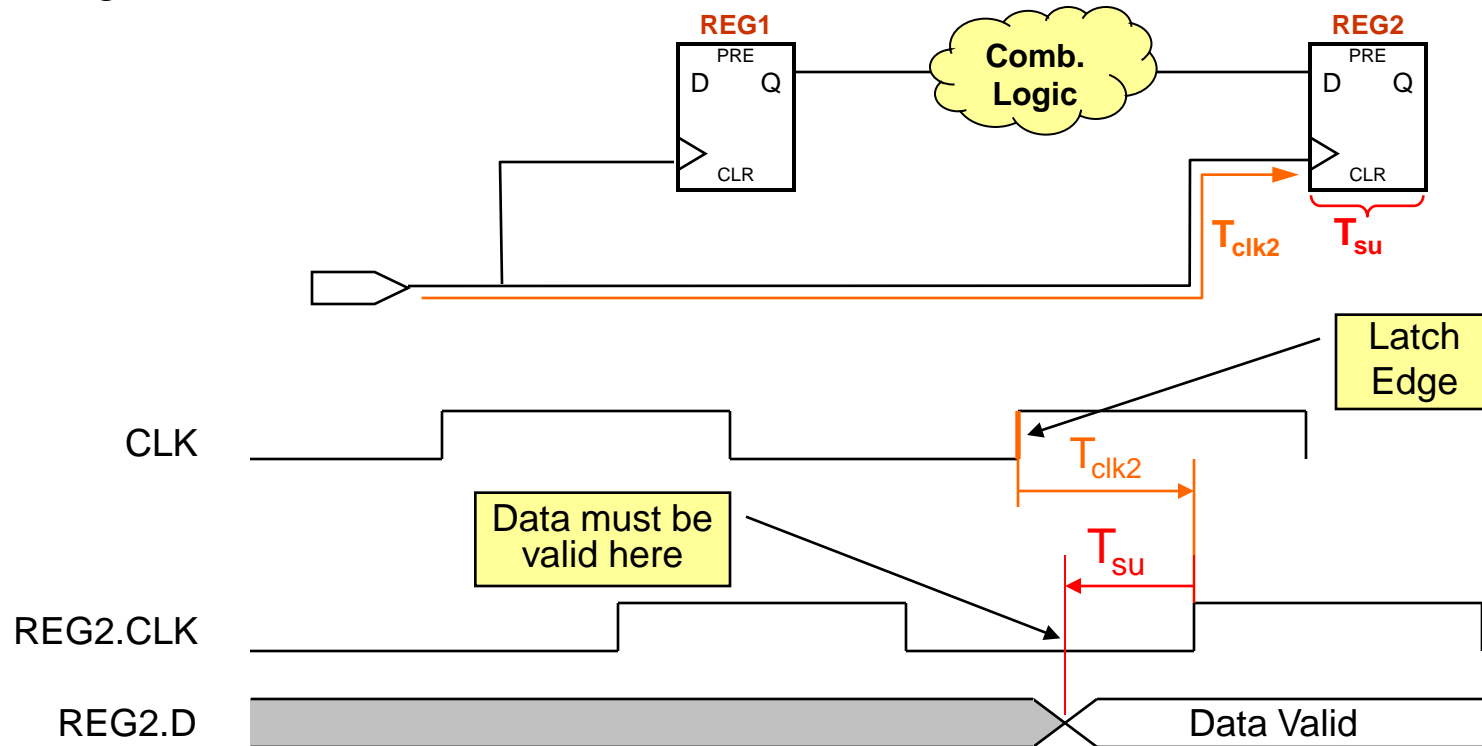 REG1
PRE
D Q
CLR
Comb.
Logic
REG2
PRE
D Q
CLR
Tclk2
Tsu
Latch
Edge
CLK
Tclk2
Data must be
valid here
Tsu
REG2.CLK
REG2.D
Data Valid